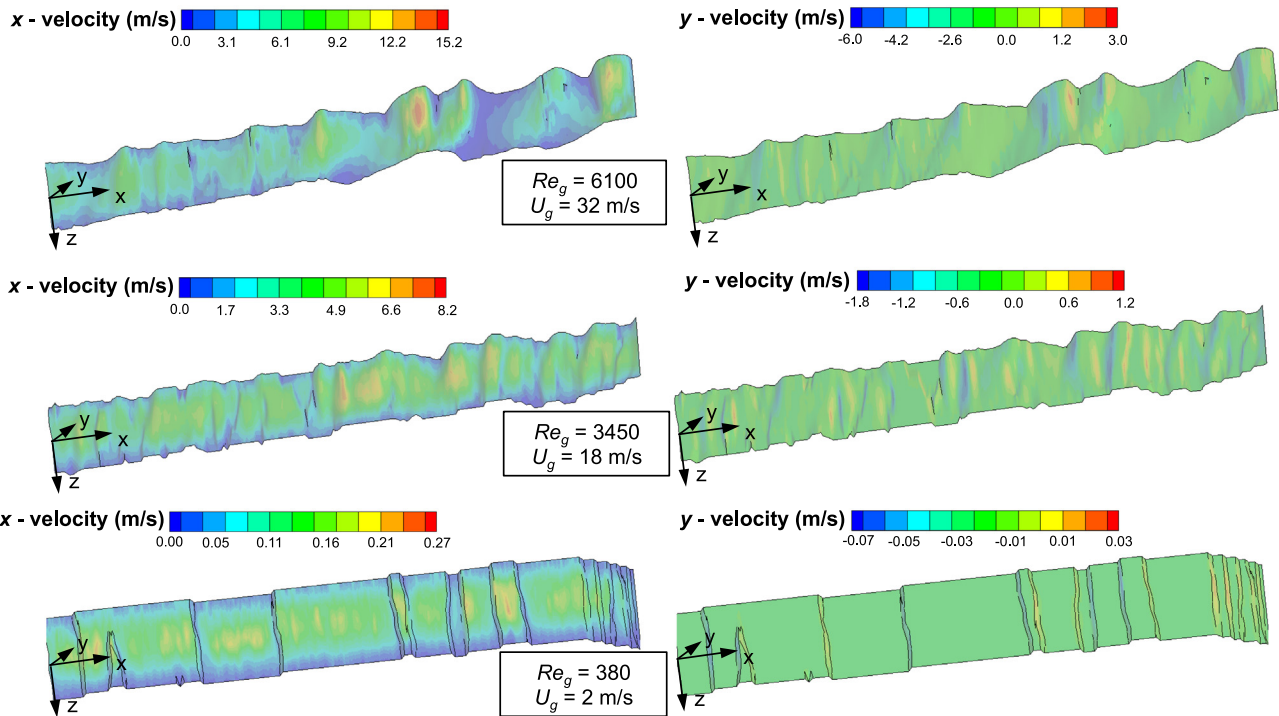 x - velocity (m/s)
0.0 3.1 6.1 9.2 12.2 15.2
y - velocity (m/s)
-6.0 -4.2 -2.6 0.0 1.2 3.0
y
x
z
Re_g = 6100
U_g = 32 m/s
y
x
z
x - velocity (m/s)
0.0 1.7 3.3 4.9 6.6 8.2
y - velocity (m/s)
-1.8 -1.2 -0.6 0.0 0.6 1.2
y
x
z
Re_g = 3450
U_g = 18 m/s
y
x
z
x - velocity (m/s)
0.00 0.05 0.11 0.16 0.21 0.27
y - velocity (m/s)
-0.07 -0.05 -0.03 -0.01 0.01 0.03
y
x
z
Re_g = 380
U_g = 2 m/s
y
x
z